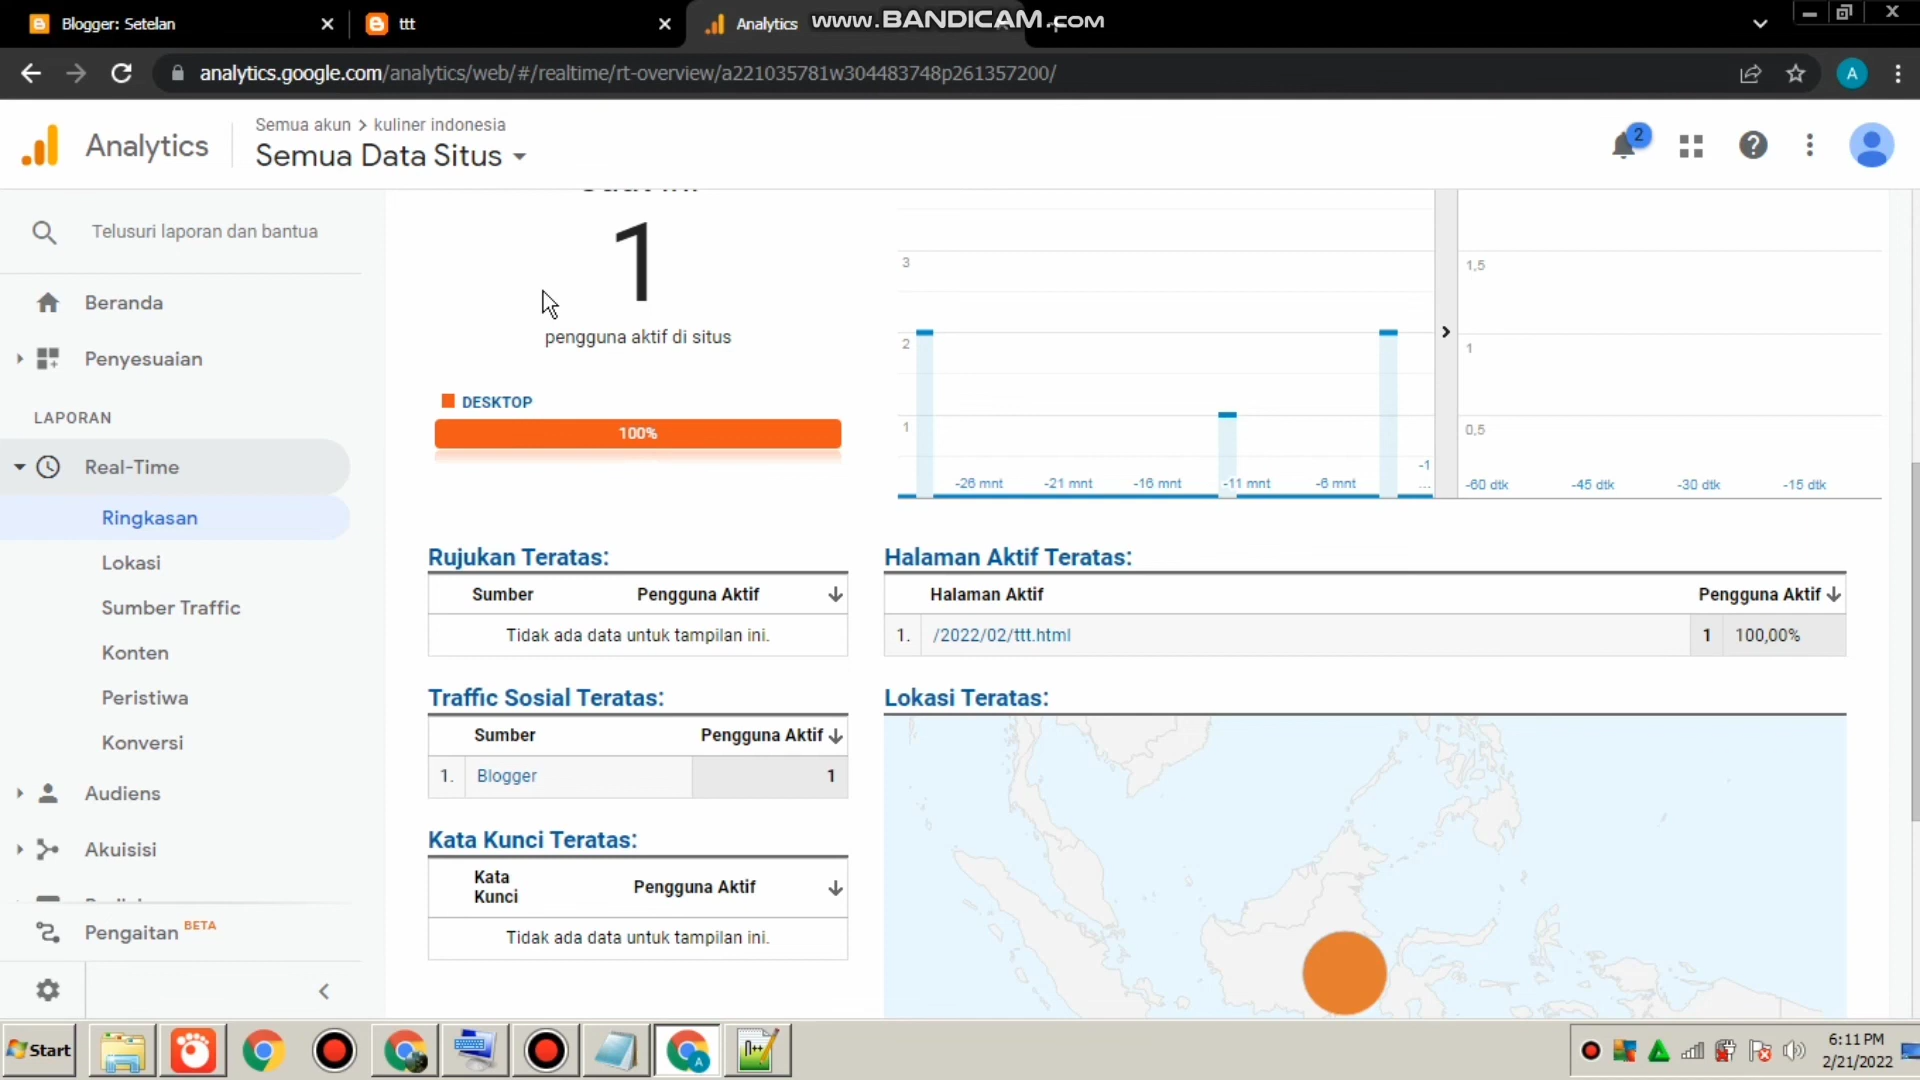 Blogger: Setelan
ttt
Analytics
www.BANDICAM.com
analytics.google.com/analytics/web/#/realtime/rt-overview/a221035781w304483748p261357200/
A
Analytics
Semua akun > kuliner indonesia
Semua Data Situs
2
Telusuri laporan dan bantua
Beranda
Penyesuaian
LAPORAN
Real-Time
Ringkasan
Lokasi
Sumber Traffic
Konten
Peristiwa
Konversi
Audiens
Akuisisi
Pengaitan BETA
1
pengguna aktif di situs
DESKTOP
100%
3
2
1
-26 mnt
-21 mnt
-16 mnt
-11 mnt
-6 mnt
-1
...
1,5
1
0,5
-60 dtk
-45 dtk
-30 dtk
-15 dtk
Rujukan Teratas:
Sumber Pengguna Aktif
Tidak ada data untuk tampilan ini.
Halaman Aktif Teratas:
Halaman Aktif Pengguna Aktif
1. /2022/02/ttt.html 1 100,00%
Traffic Sosial Teratas:
Sumber Pengguna Aktif
1. Blogger 1
Kata Kunci Teratas:
Kata
Kunci
Pengguna Aktif
Tidak ada data untuk tampilan ini.
Lokasi Teratas:
Start
A
n++
6:11 PM
2/21/2022